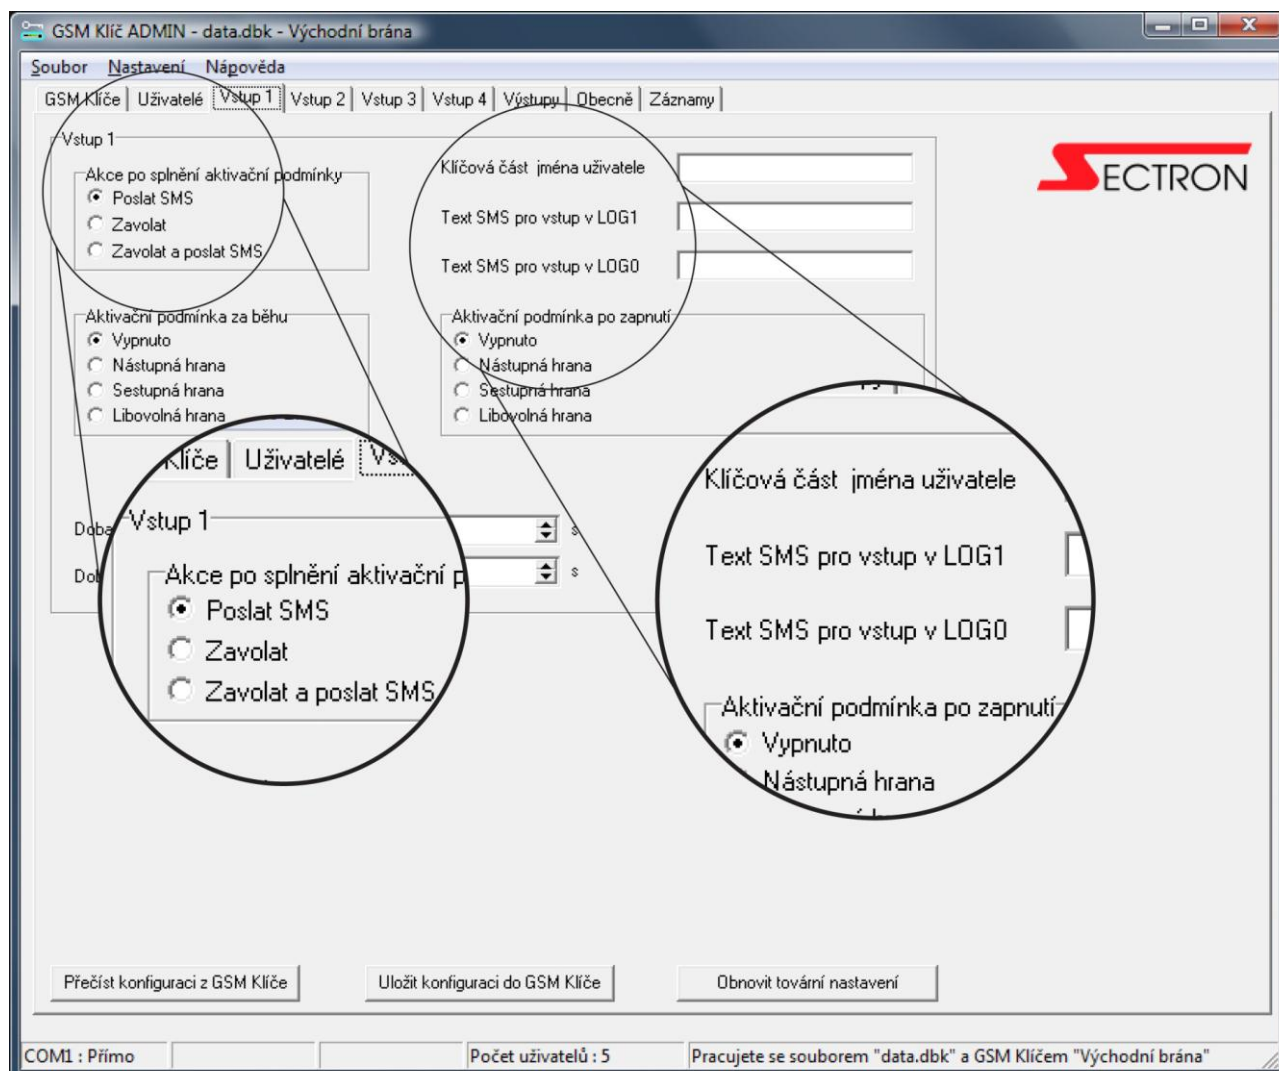 GSM Klíč ADMIN - data.dbk - Východní brána
Soubor Nastavení Nápověda
GSM Klíče Uživatelé Vstup 1 Vstup 2 Vstup 3 Vstup 4 Výstupy Obecně Záznamy
Vstup 1
Akce po splnění aktivační podmínky
Poslat SMS
Zavolat
Zavolat a poslat SMS
Klíčová část jména uživatele
Text SMS pro vstup v LOG1
Text SMS pro vstup v LOG0
SECTRON
Aktivační podmínka za běhu
Vypnuto
Nástupná hrana
Sestupná hrana
Libovolná hrana
Aktivační podmínka po zapnutí
Vypnuto
Nástupná hrana
Sestupná hrana
Libovolná hrana
Doba
s
s
Klíče Uživatelé
Vstup 1
Akce po splnění aktivační
Poslat SMS
Zavolat
Zavolat a poslat SMS
Klíčová část jména uživatele
Text SMS pro vstup v LOG1
Text SMS pro vstup v LOG0
Aktivační podmínka po zapnutí
Vypnuto
Nástupná hrana
Přečíst konfiguraci z GSM Klíče Uložit konfiguraci do GSM Klíče Obnovit tovární nastavení
COM1 : Přímo Počet uživatelů : 5 Pracujete se souborem "data.dbk" a GSM Klíčem "Východní brána"